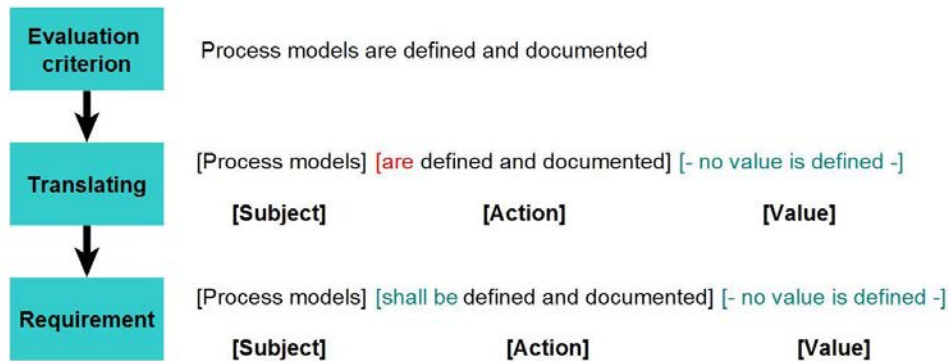 Evaluation
criterion
Process models are defined and documented
Translating
[Process models] [are defined and documented] [- no value is defined -]
[Subject] [Action] [Value]
Requirement
[Process models] [shall be defined and documented] [- no value is defined -]
[Subject] [Action] [Value]